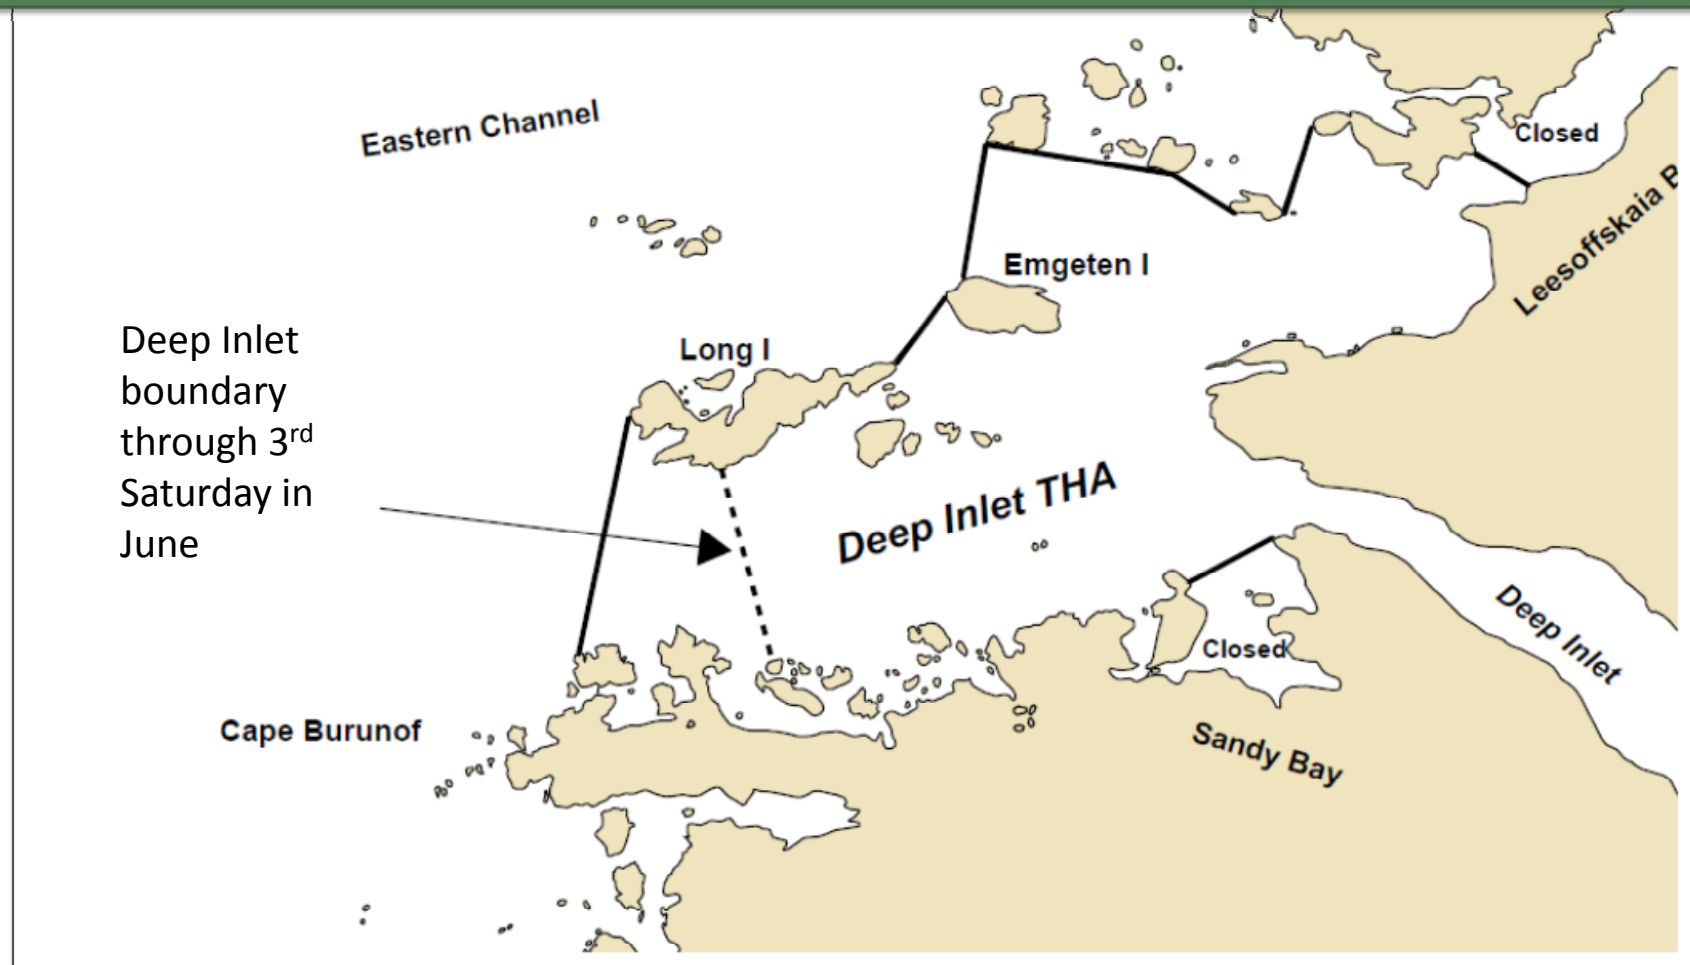 Eastern Channel
Closed
Leesoffskaia
Emgeten I
Deep Inlet
boundary
through 3rd
Saturday in
June
Long I
Deep Inlet THA
Deep Inlet
Closed
Cape Burunof
Sandy Bay